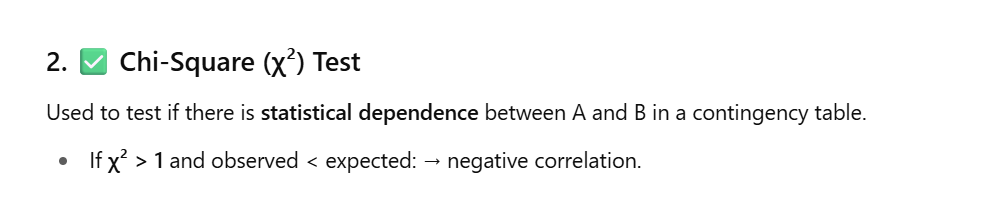 2. ✅ Chi-Square (χ²) Test
Used to test if there is statistical dependence between A and B in a contingency table.
• If χ² > 1 and observed < expected: → negative correlation.